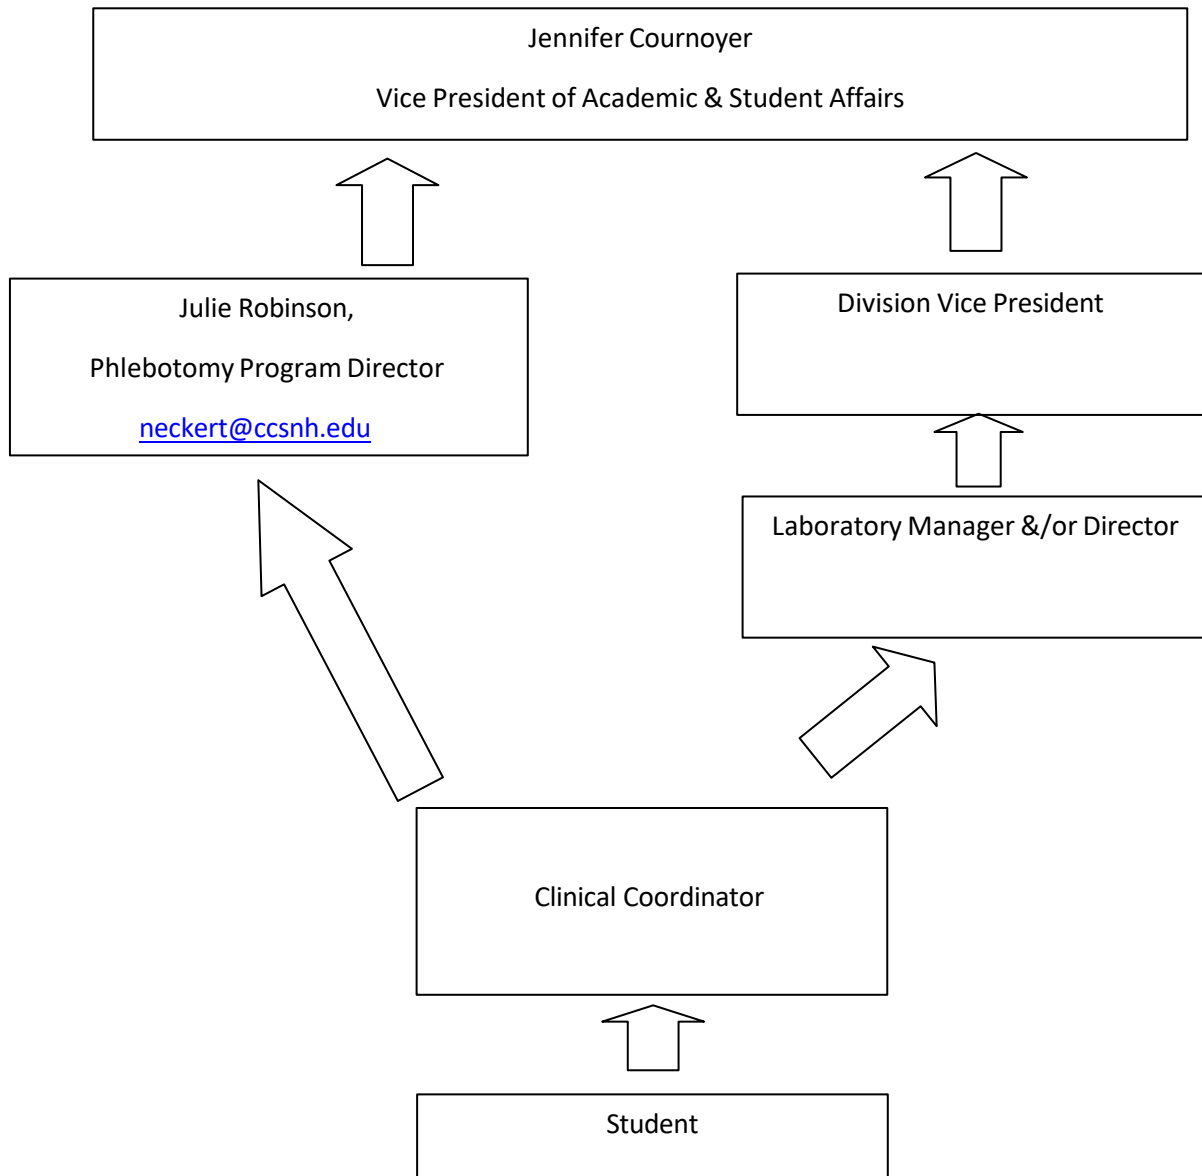 Jennifer Cournoyer
Vice President of Academic & Student Affairs
Julie Robinson,
Phlebotomy Program Director
neckert@ccsnh.edu
Division Vice President
Laboratory Manager &/or Director
Clinical Coordinator
Student